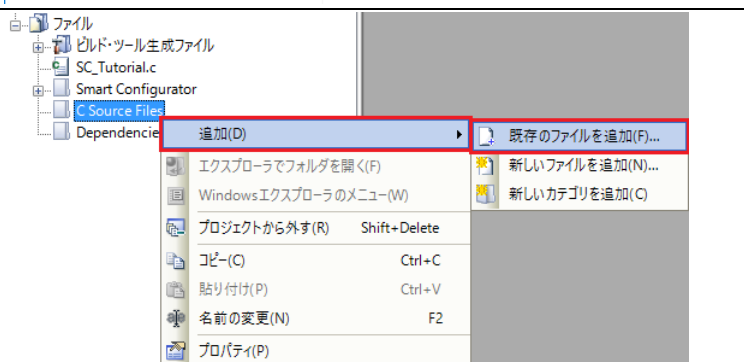 ファイル
ビルド・ツール生成ファイル
SC_Tutorial.c
Smart Configurator
C Source Files
Dependencie
追加(D)
既存のファイルを追加(F)...
エクスプローラでフォルダを開く(F)
新しいファイルを追加(N)...
Windowsエクスプローラのメニュー(W)
新しいカテゴリを追加(C)
プロジェクトから外す(R) Shift+Delete
コピー(C) Ctrl+C
貼り付け(P) Ctrl+V
名前の変更(N) F2
プロパティ(P)